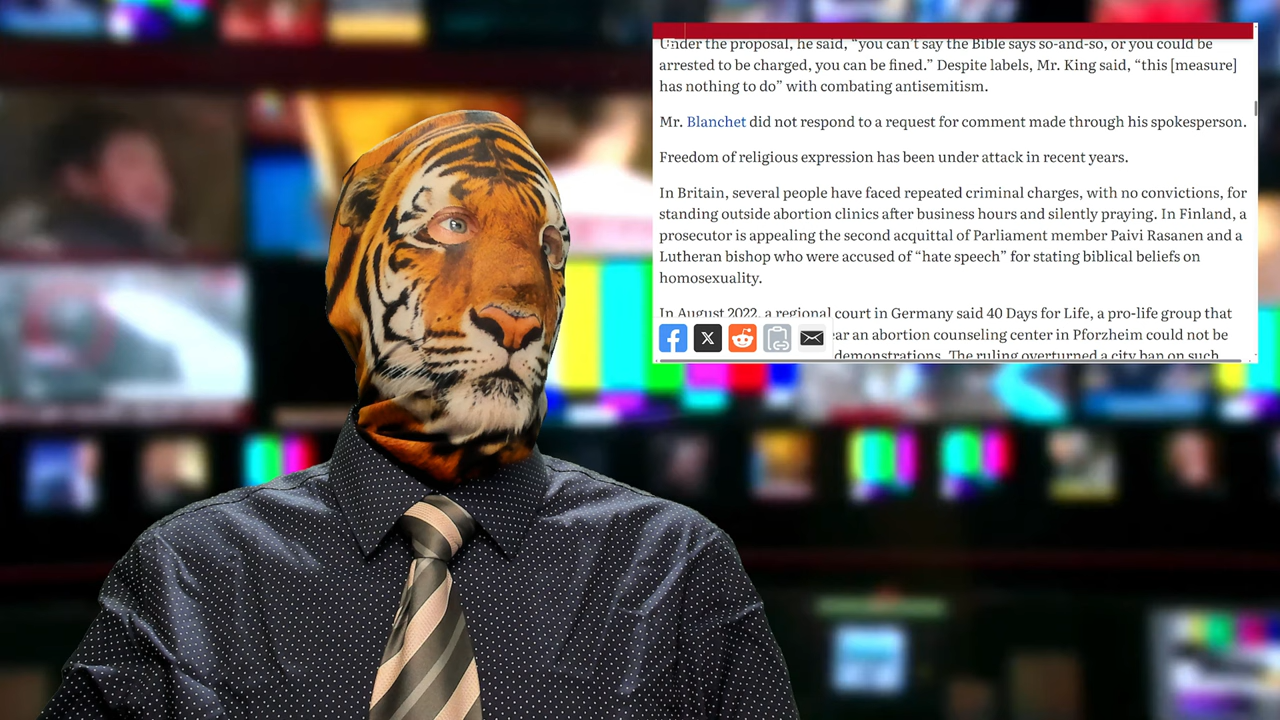 Under the proposal, he said, “you can’t say the Bible says so-and-so, or you could be
arrested to be charged, you can be fined.” Despite labels, Mr. King said, “this [measure]
has nothing to do” with combating antisemitism.
Mr. Blanchet did not respond to a request for comment made through his spokesperson.
Freedom of religious expression has been under attack in recent years.
In Britain, several people have faced repeated criminal charges, with no convictions, for
standing outside abortion clinics after business hours and silently praying. In Finland, a
prosecutor is appealing the second acquittal of Parliament member Paivi Rasanen and a
Lutheran bishop who were accused of “hate speech” for stating biblical beliefs on
homosexuality.
In August 2022, a regional court in Germany said 40 Days for Life, a pro-life group that
ear an abortion counseling center in Pforzheim could not be
demonstrations. The ruling overturned a city ban on such